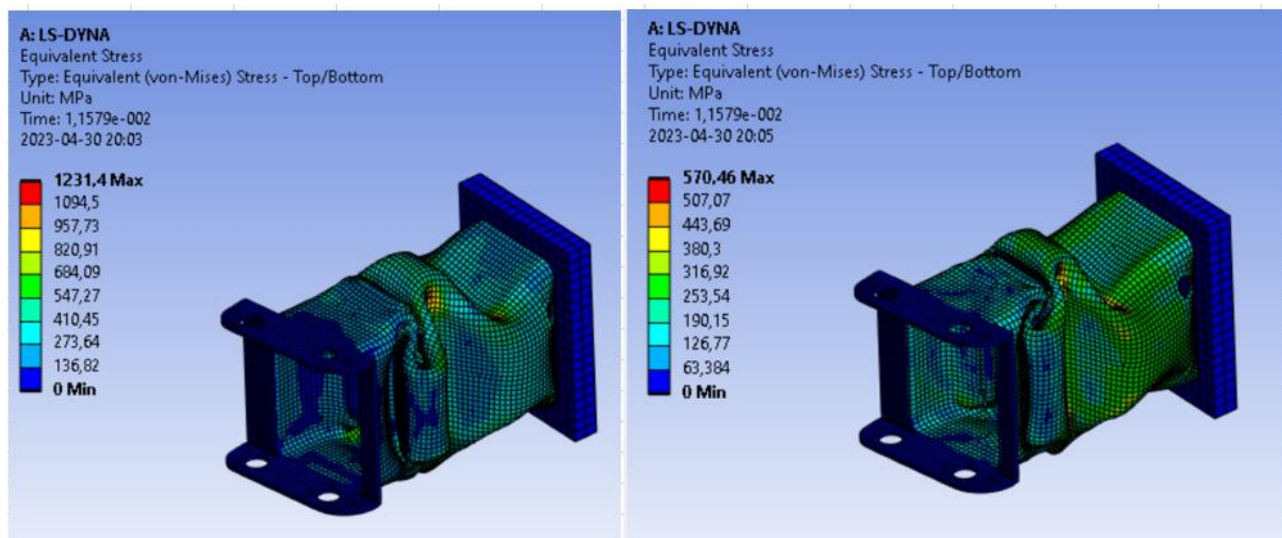 A: LS-DYNA
Equivalent Stress
Type: Equivalent (von-Mises) Stress - Top/Bottom
Unit: MPa
Time: 1,1579e-002
2023-04-30 20:03
1231,4 Max
1094,5
957,73
820,91
684,09
547,27
410,45
273,64
136,82
0 Min
A: LS-DYNA
Equivalent Stress
Type: Equivalent (von-Mises) Stress - Top/Bottom
Unit: MPa
Time: 1,1579e-002
2023-04-30 20:05
570,46 Max
507,07
443,69
380,3
316,92
253,54
190,15
126,77
63,384
0 Min